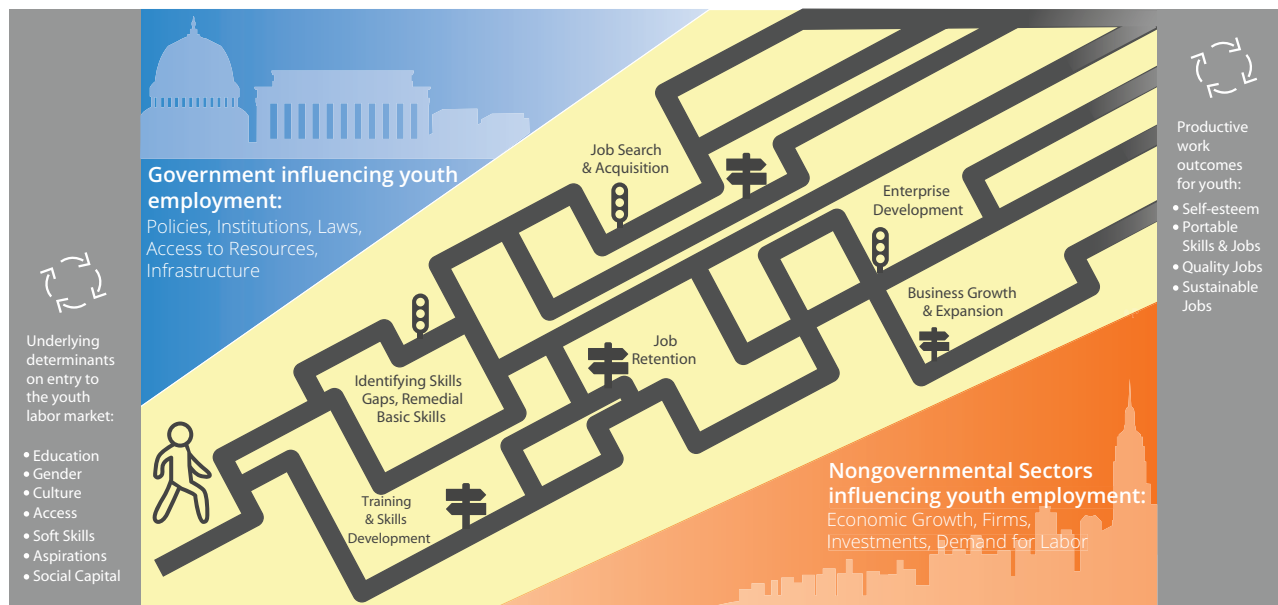 Underlying
determinants
on entry to
the youth
labor market:
• Education
• Gender
• Culture
• Access
• Soft Skills
• Aspirations
• Social Capital
Government influencing youth
employment:
Policies, Institutions, Laws,
Access to Resources,
Infrastructure
Job Search
& Acquisition
Enterprise
Development
Business Growth
& Expansion
Job
Retention
Identifying Skills
Gaps, Remedial
Basic Skills
Training
& Skills
Development
Nongovernmental Sectors
influencing youth employment:
Economic Growth, Firms,
Investments, Demand for Labor
Productive
work
outcomes
for youth:
• Self-esteem
• Portable
Skills & Jobs
• Quality Jobs
• Sustainable
Jobs